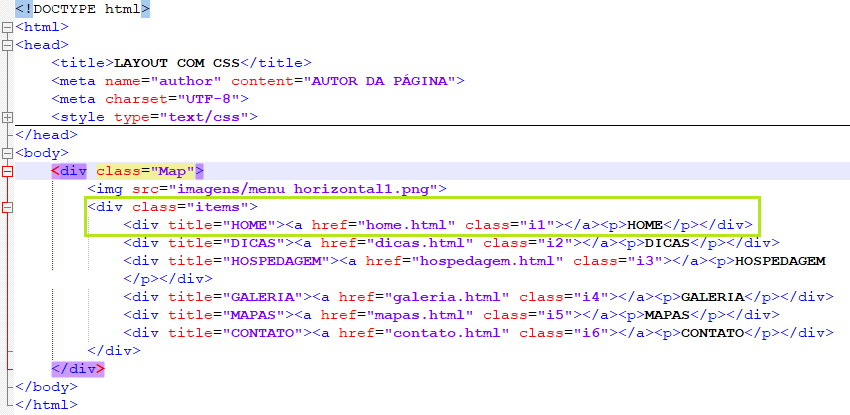 <!DOCTYPE html>
<html>
<head>
<title>LAYOUT COM CSS</title>
<meta name="author" content="AUTOR DA PÁGINA">
<meta charset="UTF-8">
<style type="text/css">
</head>
<body>
<div class="Map">
<img src="imagens/menu horizontal1.png">
<div class="items">
<div title="HOME"><a href="home.html" class="i1"></a><p>HOME</p></div>
<div title="DICAS"><a href="dicas.html" class="i2"></a><p>DICAS</p></div>
<div title="HOSPEDAGEM"><a href="hospedagem.html" class="i3"></a><p>HOSPEDAGEM
</p></div>
<div title="GALERIA"><a href="galeria.html" class="i4"></a><p>GALERIA</p></div>
<div title="MAPAS"><a href="mapas.html" class="i5"></a><p>MAPAS</p></div>
<div title="CONTATO"><a href="contato.html" class="i6"></a><p>CONTATO</p></div>
</div>
</div>
</body>
</html>